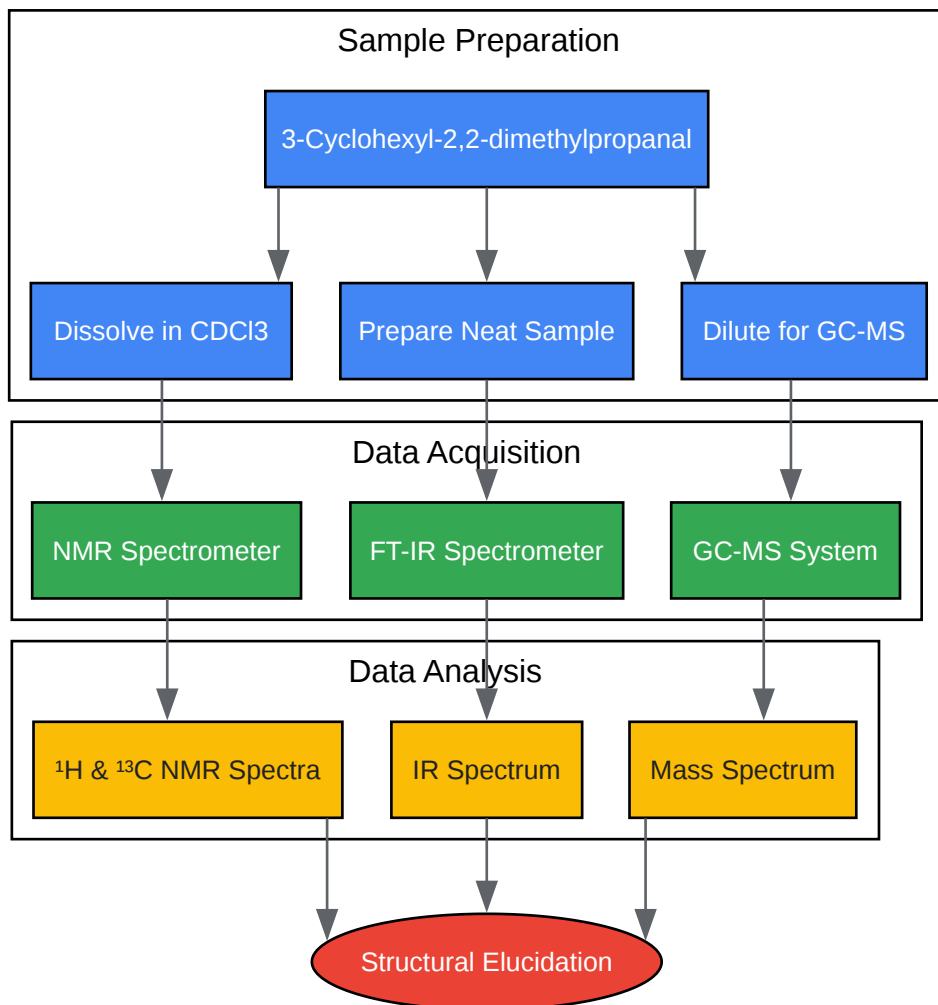 Sample Preparation
3-Cyclohexyl-2,2-dimethylpropanal
Dissolve in CDCl3
Prepare Neat Sample
Dilute for GC-MS
Data Acquisition
NMR Spectrometer
FT-IR Spectrometer
GC-MS System
Data Analysis
¹H & ¹³C NMR Spectra
IR Spectrum
Mass Spectrum
Structural Elucidation